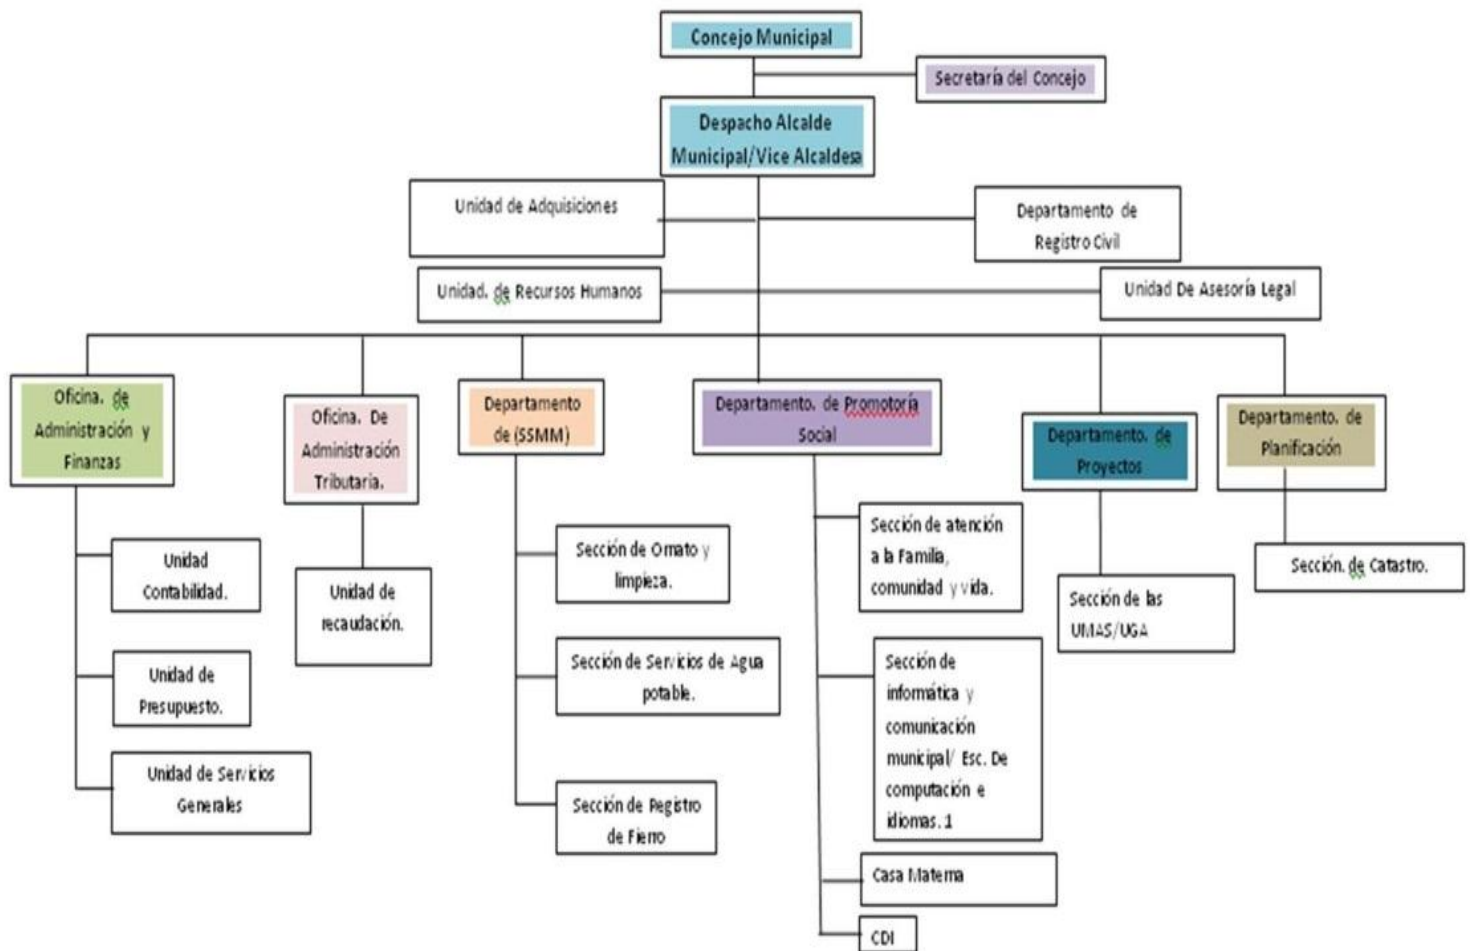 Concejo Municipal
Secretaría del Concejo
Despacho Alcalde
Municipal/Vice Alcaldesa
Unidad de Adquisiciones
Departamento de
Registro Civil
Unidad. de Recursos Humanos
Unidad De Asesoría Legal
Oficina. de
Administración y
Finanzas
Oficina. De
Administración
Tributaria.
Departamento
de (SSMM)
Departamento. de Promotoría
Social
Departamento. de
Proyectos
Departamento. de
Planificación
Unidad
Contabilidad.
Unidad de
Presupuesto.
Unidad de Servicios
Generales
Unidad de
recaudación.
Sección de Ornato y
limpieza.
Sección de Servicios de Agua
potable.
Sección de Registro
de Fierro
Sección de atención
a la Familia,
comunidad y vida.
Sección de
informática y
comunicación
municipal/ Esc. De
computación e
idiomas. 1
Casa Materna
CDI
Sección de las
UMAS/UGA
Sección. de Catastro.